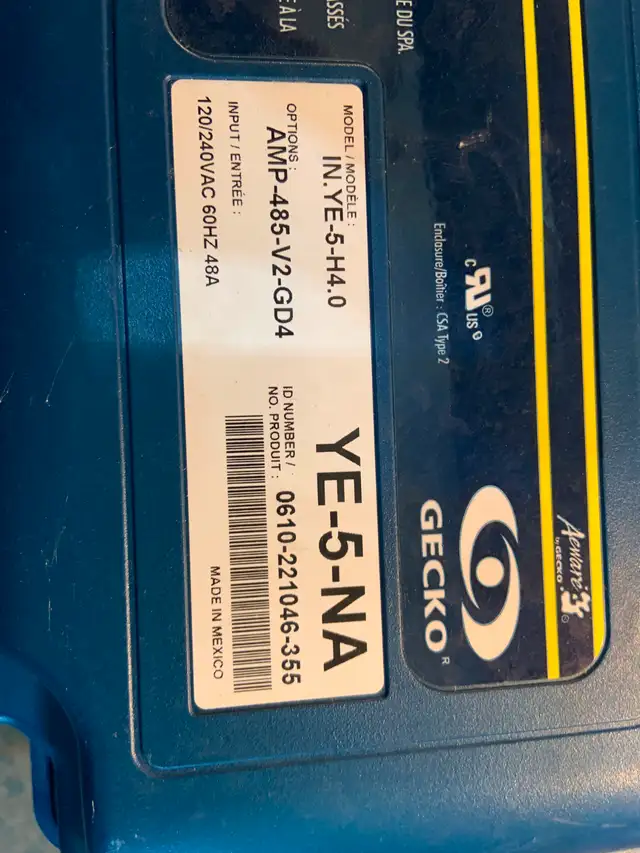 E DU SPA.
SSÉS
E À LA
MODEL / MODÈLE :
IN.YE-5-H4.0
OPTIONS :
AMP-485-V2-GD4
INPUT / ENTRÉE :
120/240VAC 60HZ 48A
YE-5-NA
ID NUMBER /
NO. PRODUIT :
0610-221046-355
MADE IN MEXICO
c RU ® US
Enclosure/Boîtier : CSA Type 2
GECKO®
Aeware®
by GECKO